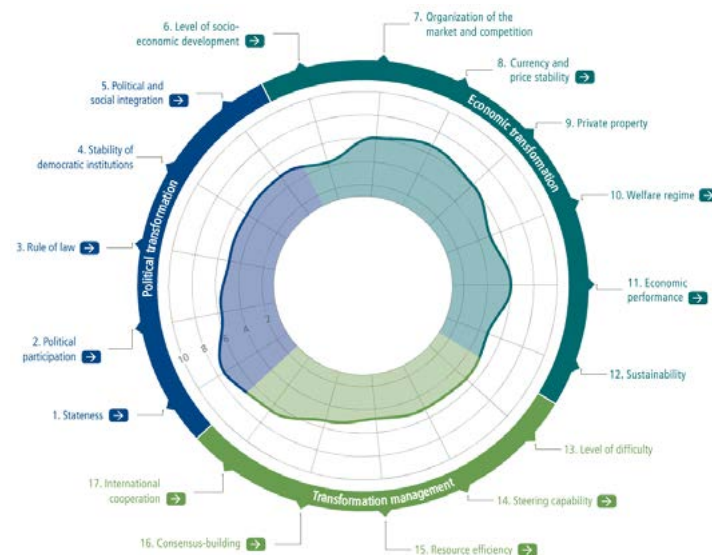 6. Level of socio-
economic development
7. Organization of the
market and competition
5. Political and
social integration
8. Currency and
price stability
4. Stability of
democratic institutions
9. Private property
3. Rule of law
10. Welfare regime
2. Political
participation
11. Economic
performance
1. Stateness
12. Sustainability
17. International
cooperation
13. Level of difficulty
16. Consensus-building
14. Steering capability
15. Resource efficiency
Political transformation
Economic transformation
Transformation management
10 8 6 4 2